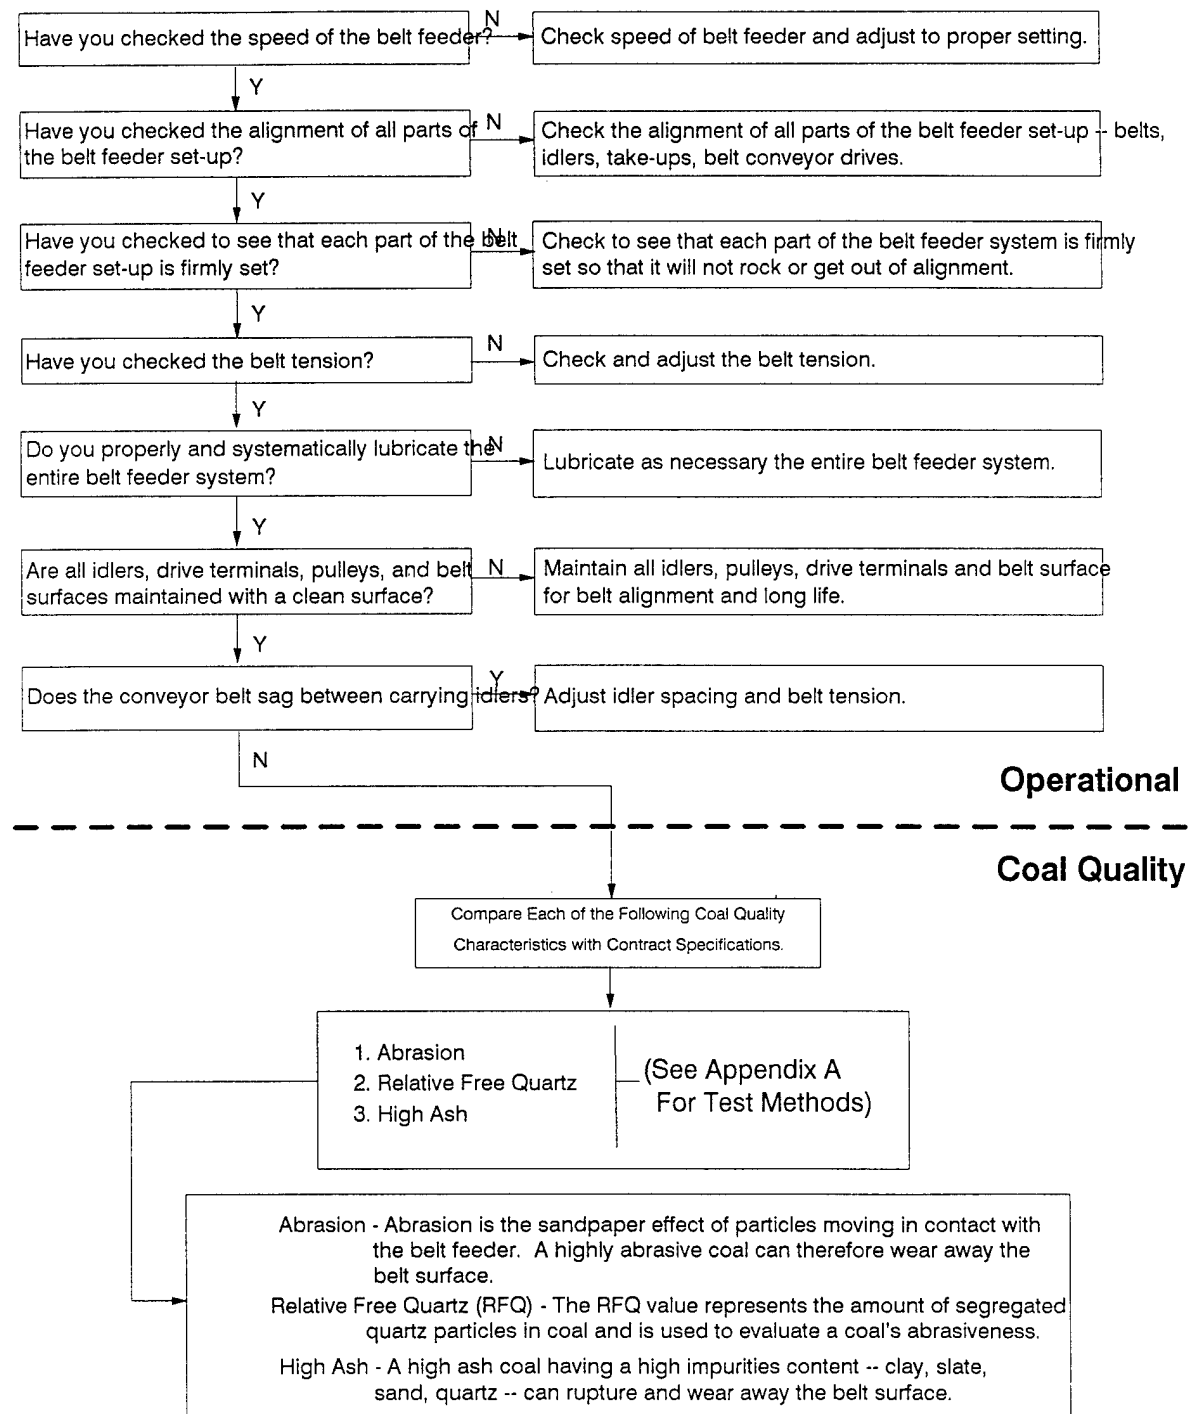 Have you checked the speed of the belt feeder?
N
Check speed of belt feeder and adjust to proper setting.
Y
Have you checked the alignment of all parts of
the belt feeder set-up?
N
Check the alignment of all parts of the belt feeder set-up -- belts,
idlers, take-ups, belt conveyor drives.
Y
Have you checked to see that each part of the belt
feeder set-up is firmly set?
N
Check to see that each part of the belt feeder system is firmly
set so that it will not rock or get out of alignment.
Y
Have you checked the belt tension?
N
Check and adjust the belt tension.
Y
Do you properly and systematically lubricate the
entire belt feeder system?
N
Lubricate as necessary the entire belt feeder system.
Y
Are all idlers, drive terminals, pulleys, and belt
surfaces maintained with a clean surface?
N
Maintain all idlers, pulleys, drive terminals and belt surface
for belt alignment and long life.
Y
Does the conveyor belt sag between carrying idlers?
Y
Adjust idler spacing and belt tension.
N
Operational
Coal Quality
Compare Each of the Following Coal Quality
Characteristics with Contract Specifications.
1. Abrasion
2. Relative Free Quartz
3. High Ash
(See Appendix A
For Test Methods)
Abrasion - Abrasion is the sandpaper effect of particles moving in contact with
the belt feeder. A highly abrasive coal can therefore wear away the
belt surface.
Relative Free Quartz (RFQ) - The RFQ value represents the amount of segregated
quartz particles in coal and is used to evaluate a coal's abrasiveness.
High Ash - A high ash coal having a high impurities content -- clay, slate,
sand, quartz -- can rupture and wear away the belt surface.